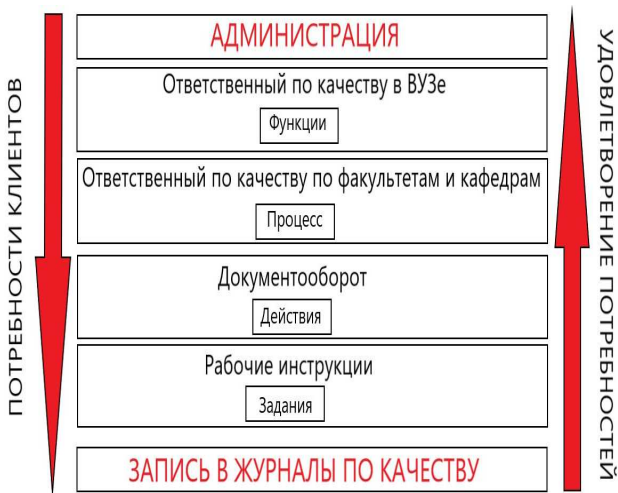 АДМИНИСТРАЦИЯ
Ответственный по качеству в ВУЗе
Функции
Ответственный по качеству по факультетам и кафедрам
Процесс
Документооборот
Действия
Рабочие инструкции
Задания
ЗАПИСЬ В ЖУРНАЛЫ ПО КАЧЕСТВУ
ПОТРЕБНОСТИ КЛИЕНТОВ
УДОВЛЕТВОРЕНИЕ ПОТРЕБНОСТЕЙ